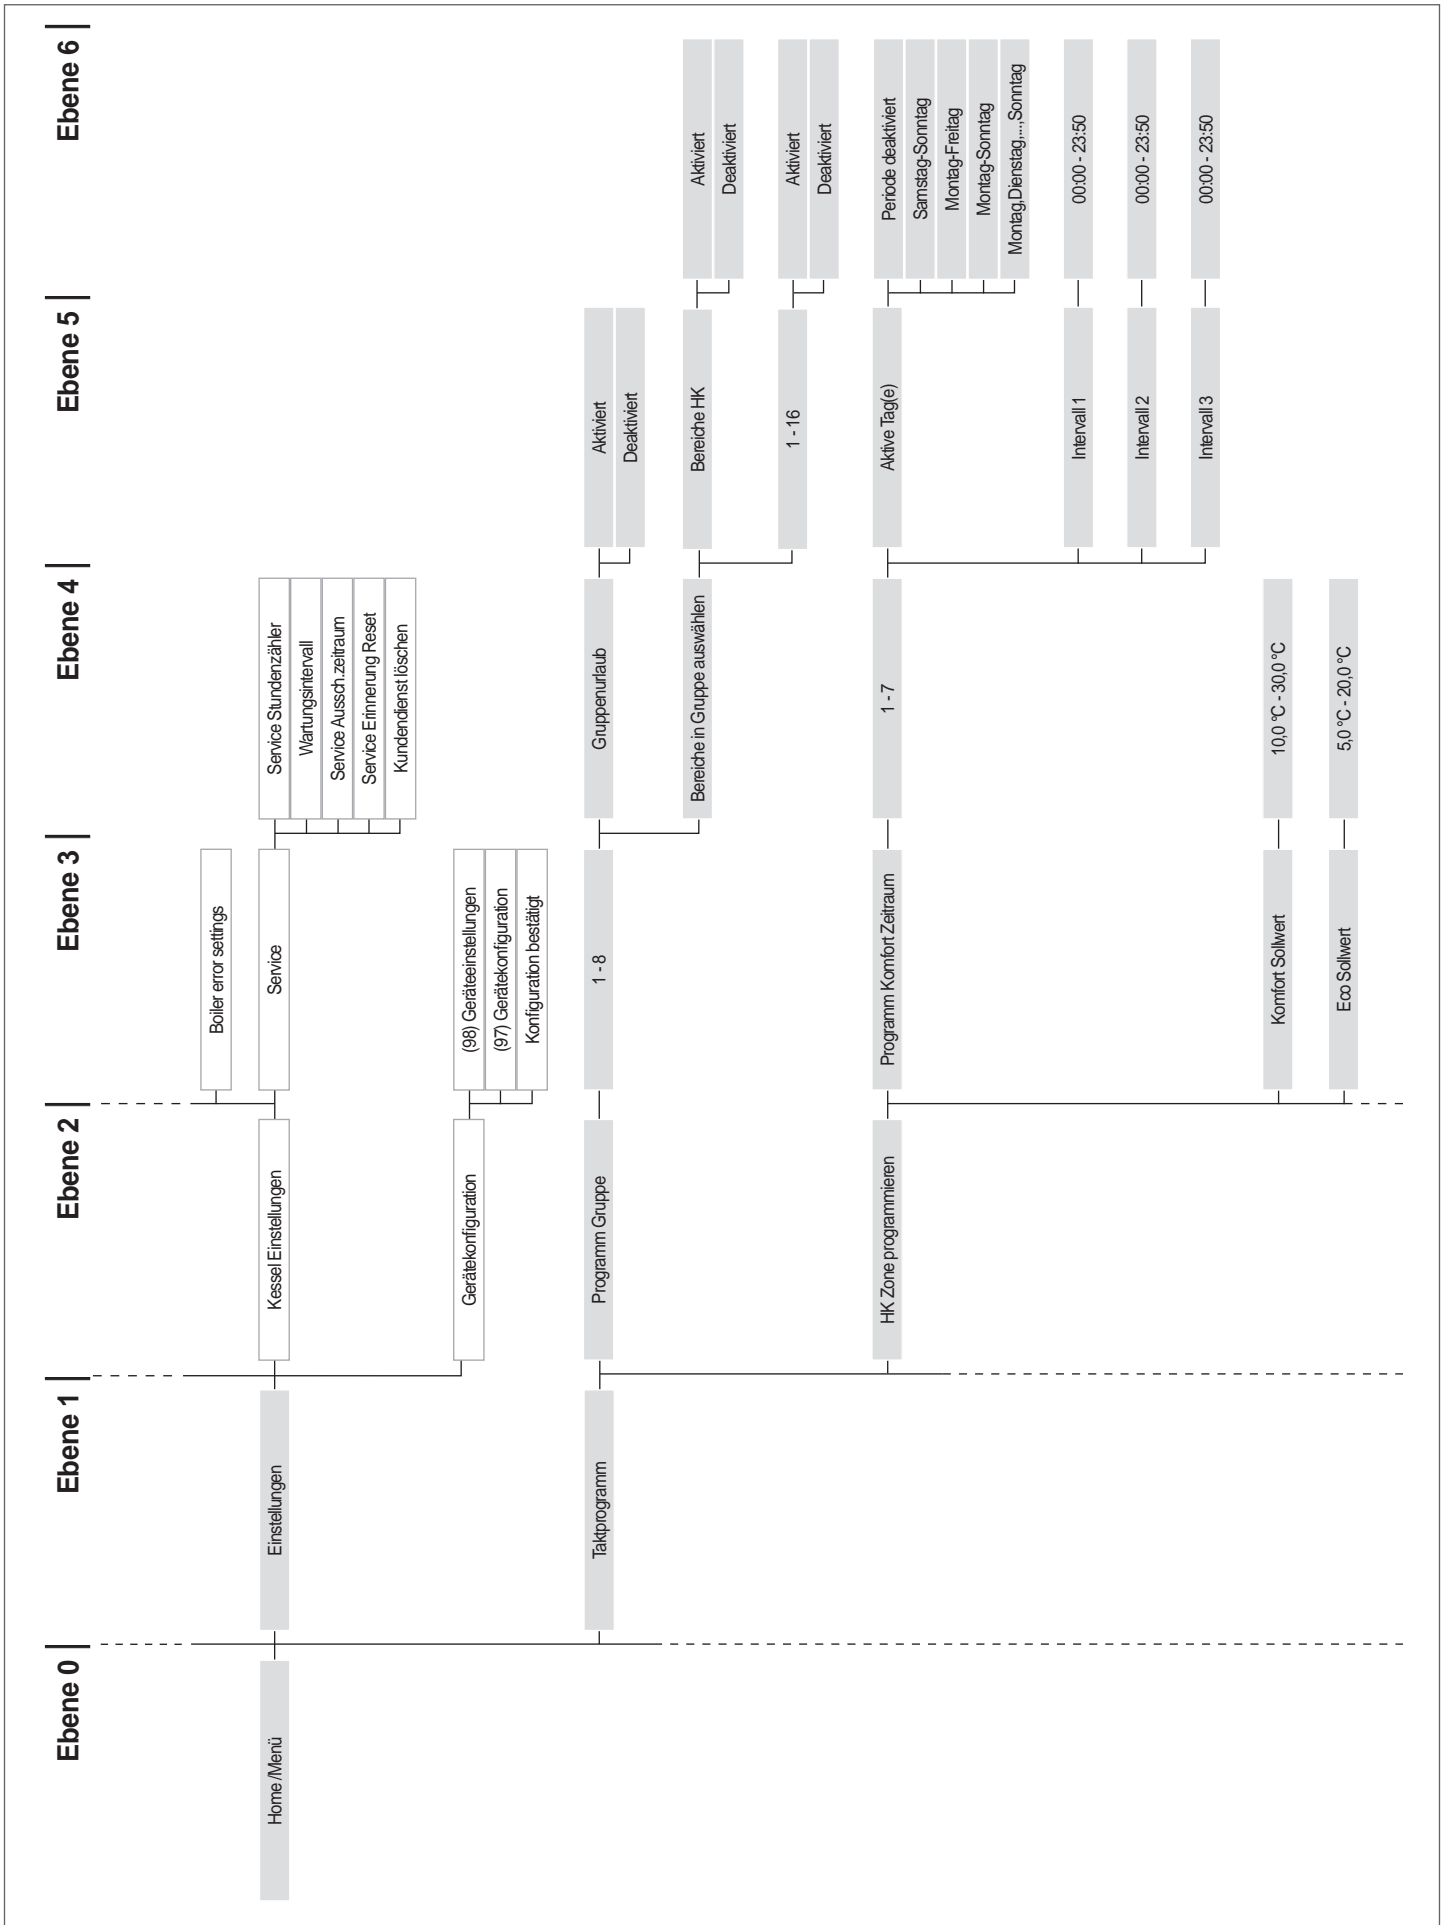 Ebene 0
Ebene 1
Ebene 2
Ebene 3
Ebene 4
Ebene 5
Ebene 6
Boiler error settings
Home /Menü
Einstellungen
Kessel Einstellungen
Service
Service Stundenzähler
Wartungsintervall
Service Aussch.zeitraum
Service Erinnerung Reset
Kundendienst löschen
Gerätekonfiguration
(98) Geräteeinstellungen
(97) Gerätekonfiguration
Konfiguration bestätigt
Taktprogramm
Programm Gruppe
1 - 8
Gruppenurlaub
Aktiviert
Deaktiviert
Bereiche in Gruppe auswählen
Bereiche HK
Aktiviert
Deaktiviert
1 - 16
Aktiviert
Deaktiviert
HK Zone programmieren
Programm Komfort Zeitraum
1 - 7
Aktive Tag(e)
Periode deaktiviert
Samstag-Sonntag
Montag-Freitag
Montag-Sonntag
Montag,Dienstag,...,Sonntag
Intervall 1
00:00 - 23:50
Intervall 2
00:00 - 23:50
Intervall 3
00:00 - 23:50
Komfort Sollwert
10,0 °C - 30,0 °C
Eco Sollwert
5,0 °C - 20,0 °C